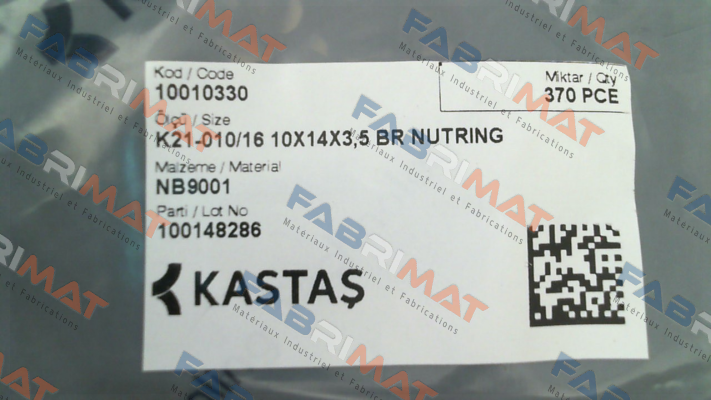 Kod / Code
10010330
Miktar / Qty
370 PCE
Ölçü / Size
K21-010/16 10X14X3,5 BR NUTRING
Malzeme / Material
NB9001
Parti / Lot No
100148286
KASTAŞ
FABRIMAT
Materiaux Industriel et Fabrications